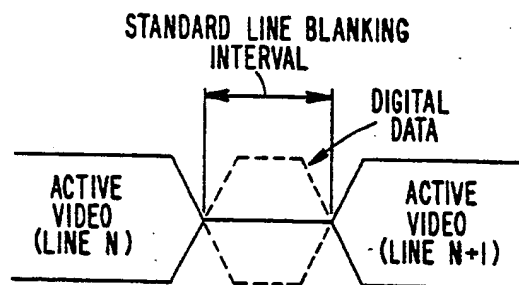 STANDARD LINE BLANKING
INTERVAL
DIGITAL
DATA
ACTIVE
VIDEO
(LINE N)
ACTIVE
VIDEO
(LINE N+1)